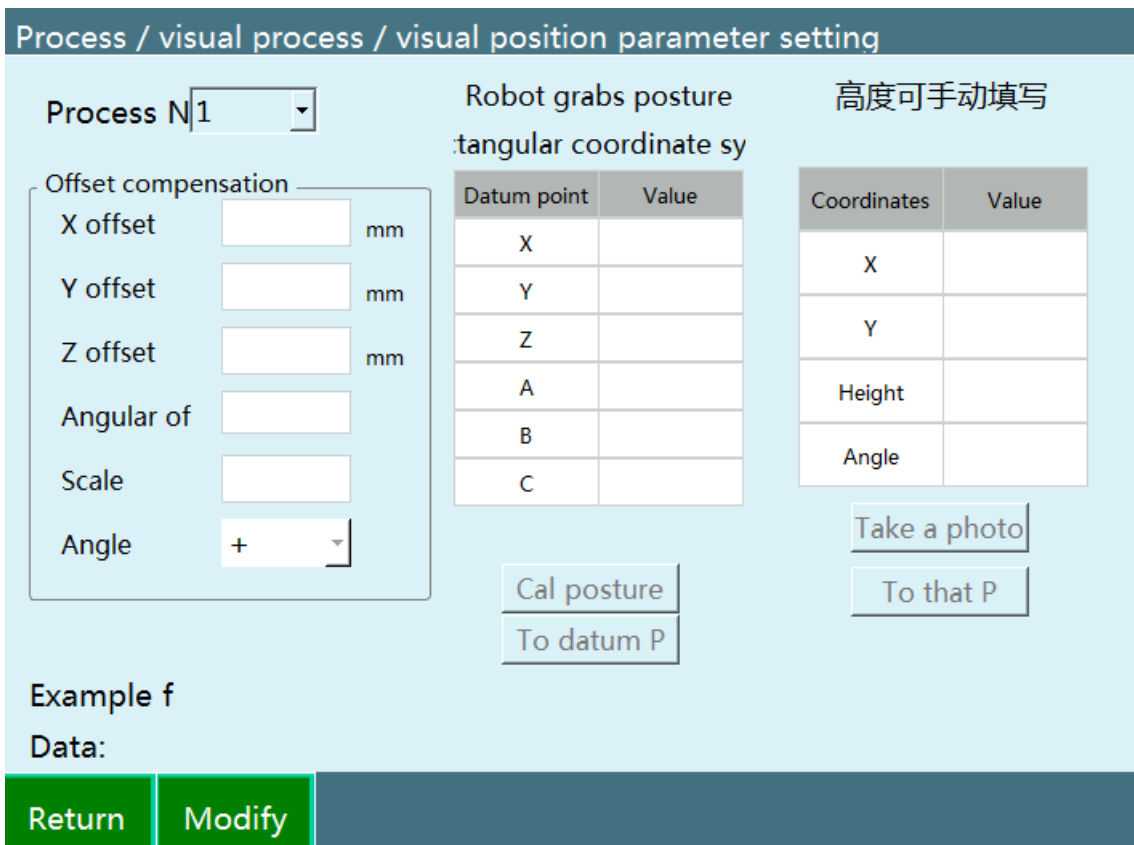 Process / visual process / visual position parameter setting
Process N 1
Offset compensation
X offset mm
Y offset mm
Z offset mm
Angular of
Scale
Angle +
Robot grabs posture
tangular coordinate sy
Datum point Value
X
Y
Z
A
B
C
Cal posture
To datum P
高度可手动填写
Coordinates Value
X
Y
Height
Angle
Take a photo
To that P
Example f
Data:
Return Modify